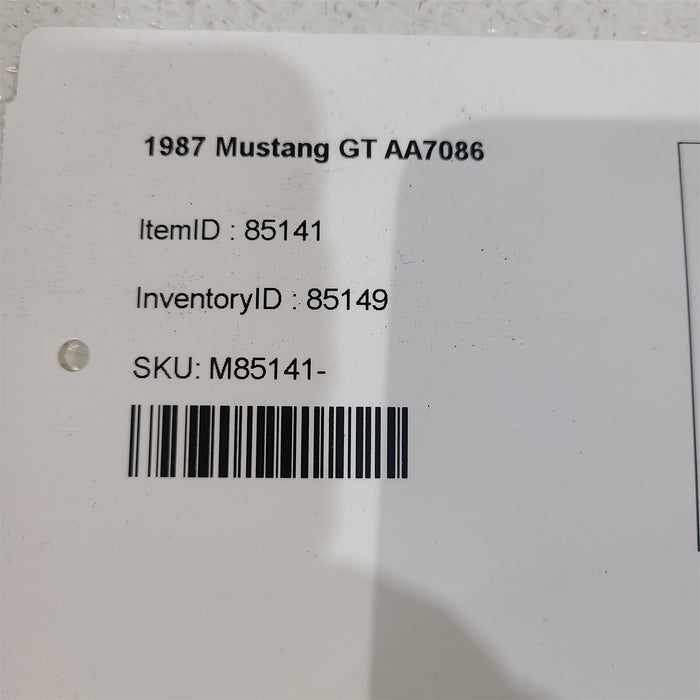 1987 Mustang GT AA7086
ItemID : 85141
InventoryID : 85149
SKU: M85141-